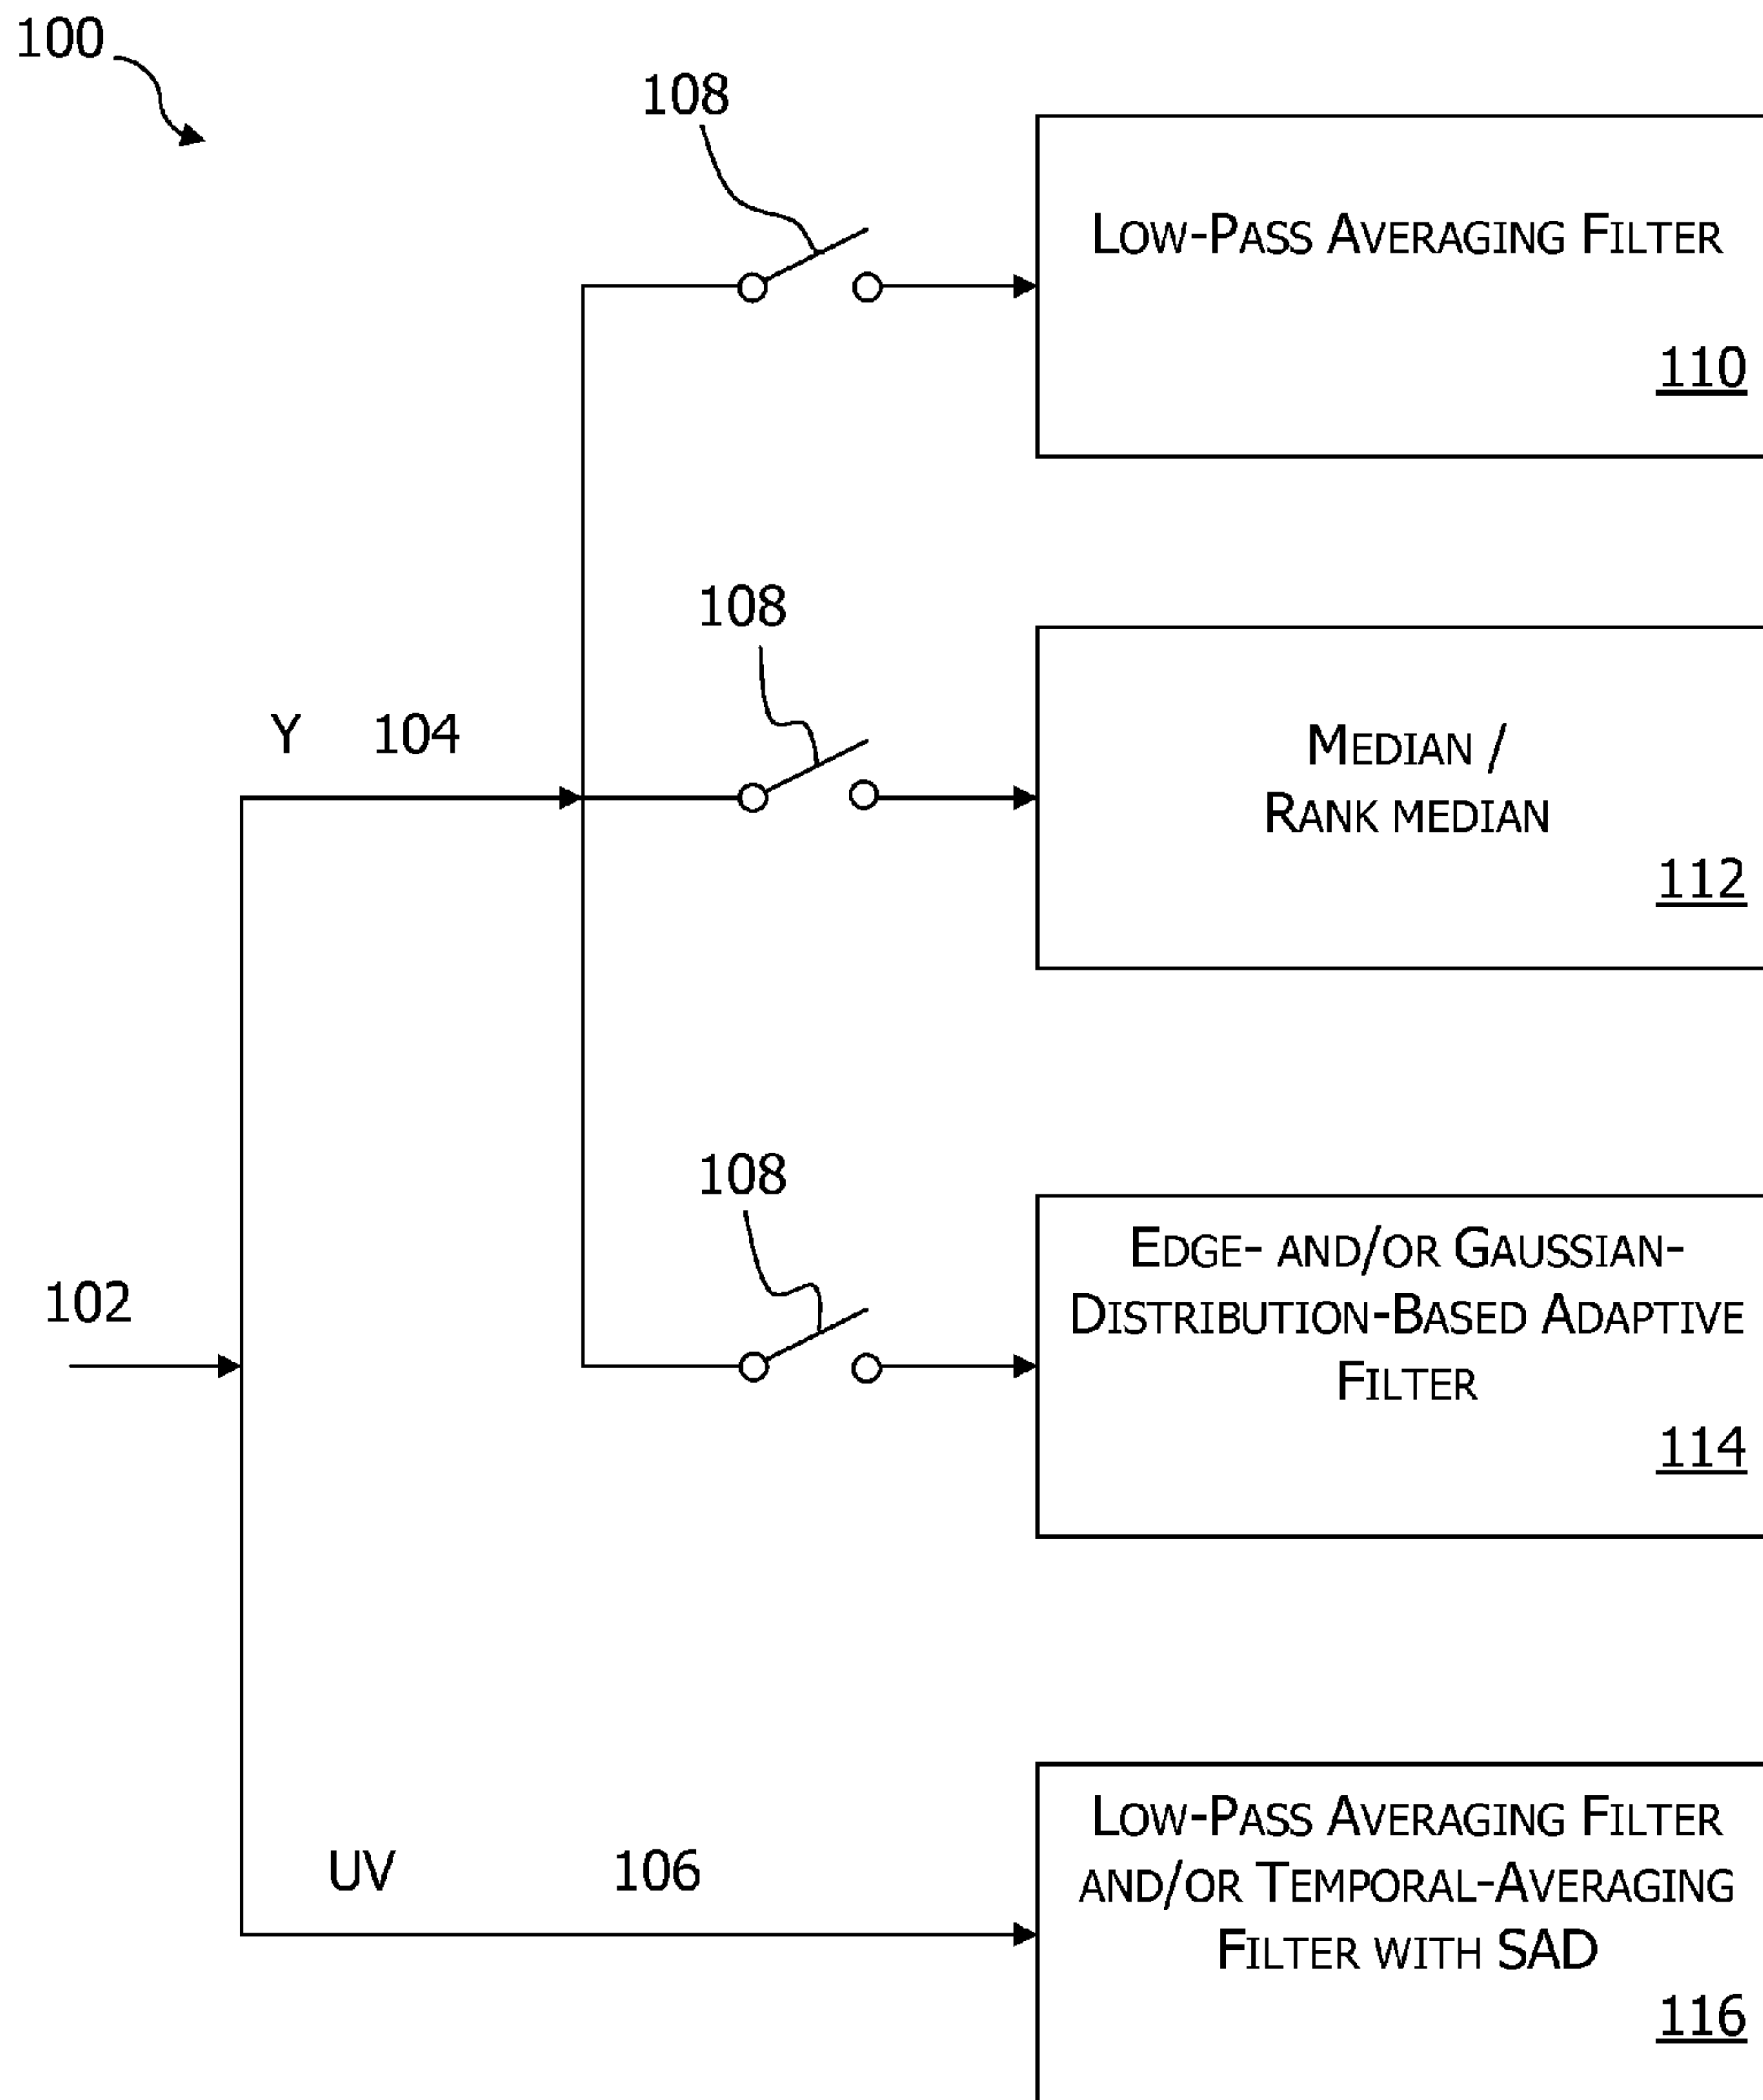 100
108
Low-Pass Averaging Filter
110
108
Y 104
Median /
Rank median
112
108
Edge- and/or Gaussian-
Distribution-Based Adaptive
Filter
114
102
Low-Pass Averaging Filter
and/or Temporal-Averaging
Filter with SAD
UV 106
116